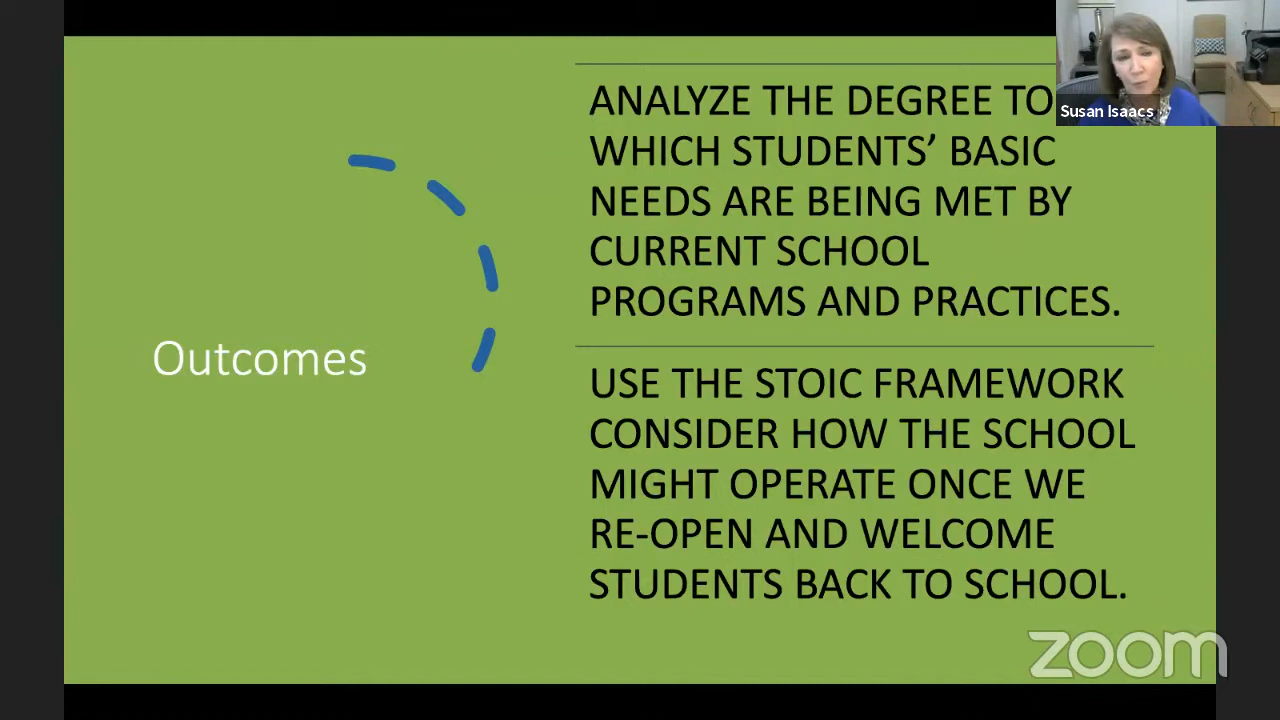 Outcomes
ANALYZE THE DEGREE TO
WHICH STUDENTS’ BASIC
NEEDS ARE BEING MET BY
CURRENT SCHOOL
PROGRAMS AND PRACTICES.
USE THE STOIC FRAMEWORK
CONSIDER HOW THE SCHOOL
MIGHT OPERATE ONCE WE
RE-OPEN AND WELCOME
STUDENTS BACK TO SCHOOL.
Susan Isaacs
zoom